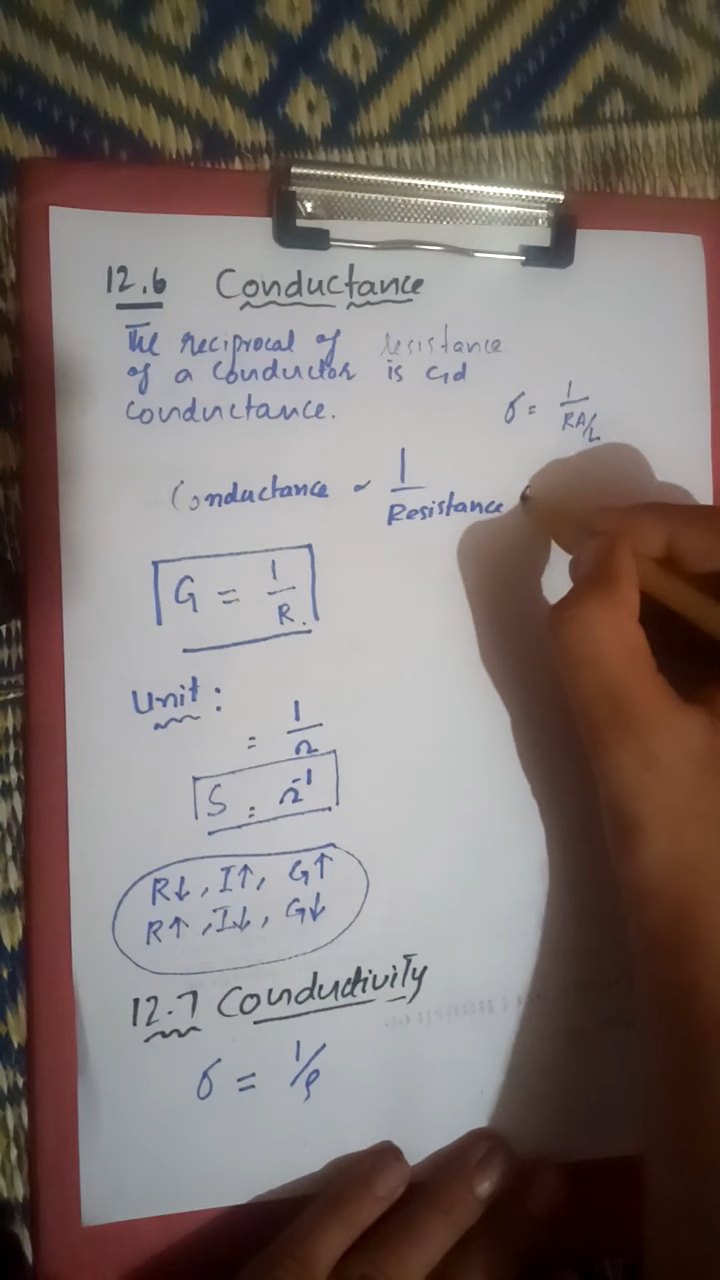 12.6 Conductance
The reciprocal of resistance
of a conductor is cld
conductance.
σ = 1/RA/L
Conductance ∝ 1/Resistance
G = 1/R.
Unit:
= 1/Ω
S = Ω⁻¹
R↓, I↑, G↑
R↑, I↓, G↓
12.7 Conductivity
σ = 1/ρ